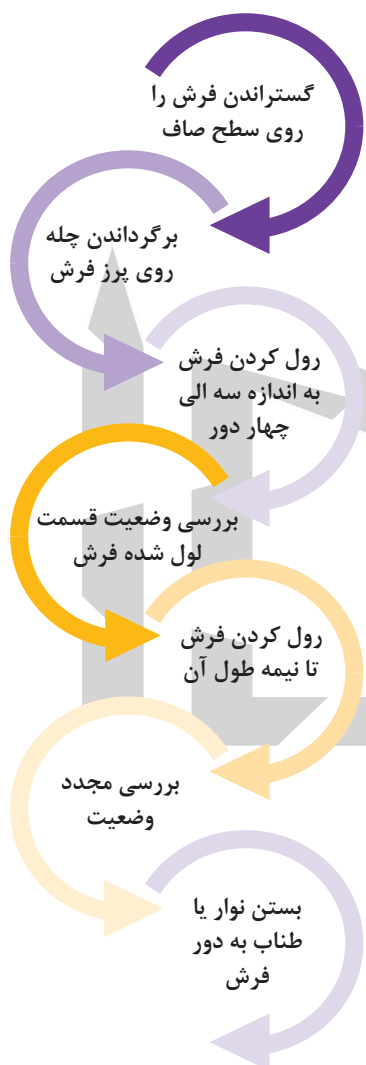 گستراندن فرش را
روی سطح صاف
برگرداندن چله
روی پرز فرش
رول کردن فرش
به اندازه سه الی
چهار دور
بررسی وضعیت قسمت
لول شده فرش
رول کردن فرش
تا نیمه طول آن
بررسی مجدد
وضعیت
بستن نوار یا
طناب به دور
فرش